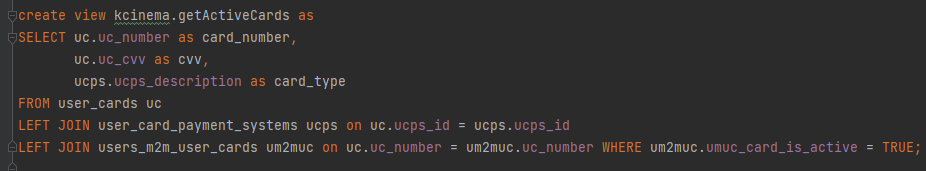 create view kcinema.getActiveCards as
SELECT uc.uc_number as card_number,
       uc.uc_cvv as cvv,
       ucps.ucps_description as card_type
FROM user_cards uc
LEFT JOIN user_card_payment_systems ucps on uc.ucps_id = ucps.ucps_id
LEFT JOIN users_m2m_user_cards um2muc on uc.uc_number = um2muc.uc_number WHERE um2muc.umuc_card_is_active = TRUE;